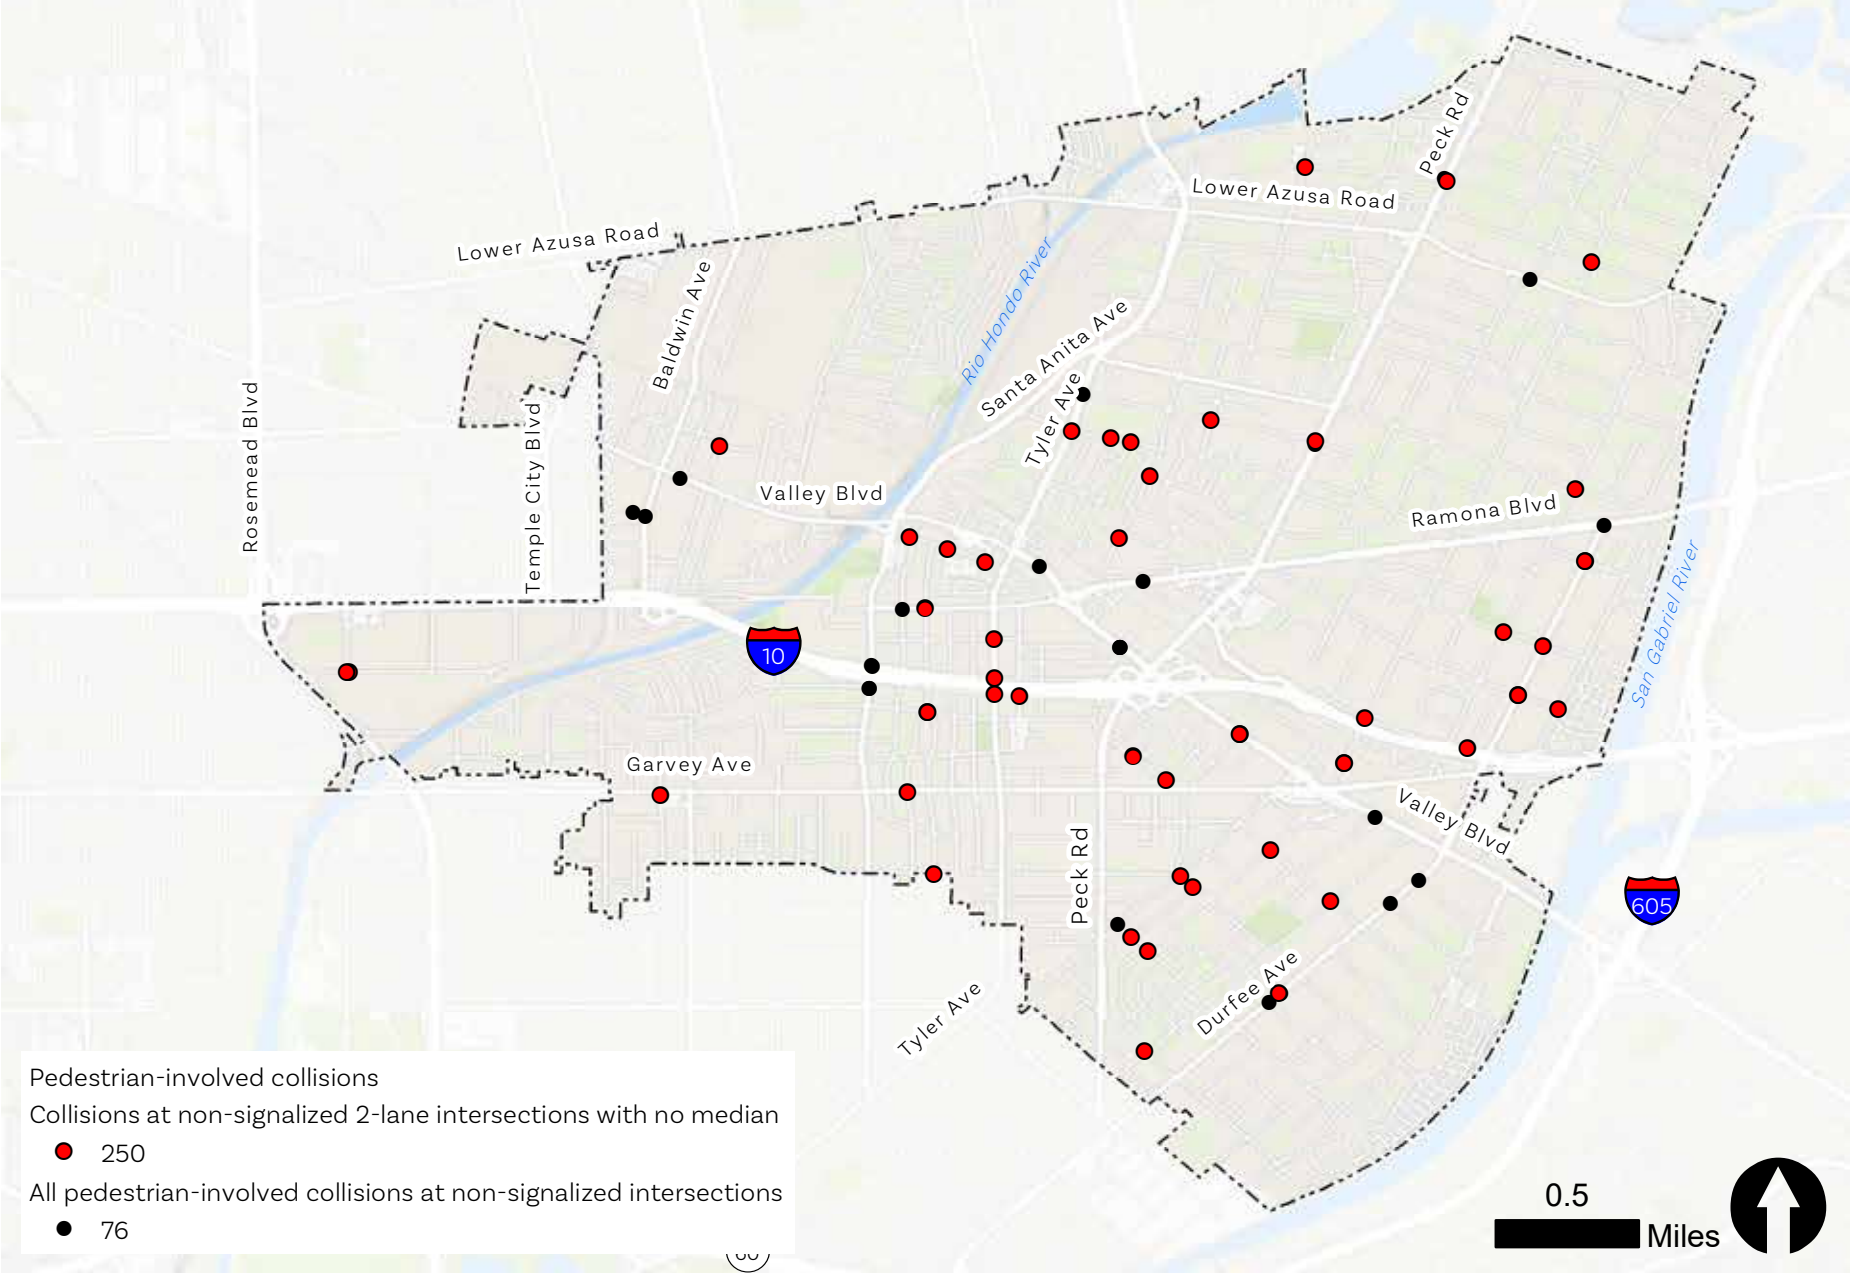 Peck Rd
Lower Azusa Road
Lower Azusa Road
Baldwin Ave
Rio Hondo River
Santa Anita Ave
Tyler Ave
Rosemead Blvd
Temple City Blvd
Valley Blvd
Ramona Blvd
San Gabriel River
10
Garvey Ave
Valley Blvd
Peck Rd
605
Durfee Ave
Tyler Ave
Pedestrian-involved collisions
Collisions at non-signalized 2-lane intersections with no median
250
All pedestrian-involved collisions at non-signalized intersections
76
60
0.5
Miles